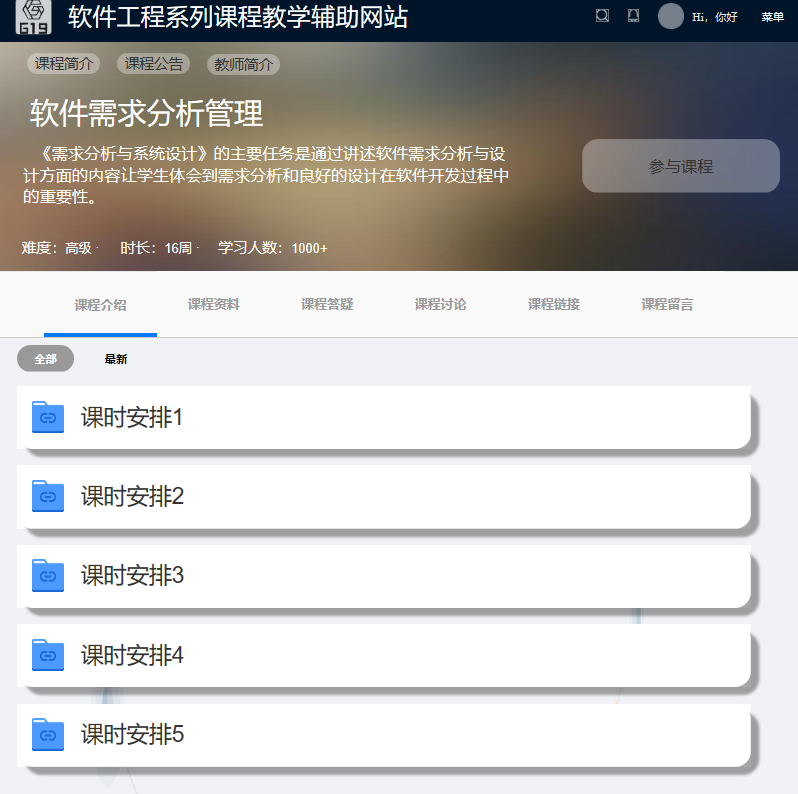 G19
软件工程系列课程教学辅助网站
Hi，你好
菜单
课程简介
课程公告
教师简介
软件需求分析管理
《需求分析与系统设计》的主要任务是通过讲述软件需求分析与设
计方面的内容让学生体会到需求分析和良好的设计在软件开发过程中
的重要性。
参与课程
难度：高级 · 时长：16周 · 学习人数：1000+
课程介绍
课程资料
课程答疑
课程讨论
课程链接
课程留言
全部
最新
课时安排1
课时安排2
课时安排3
课时安排4
课时安排5